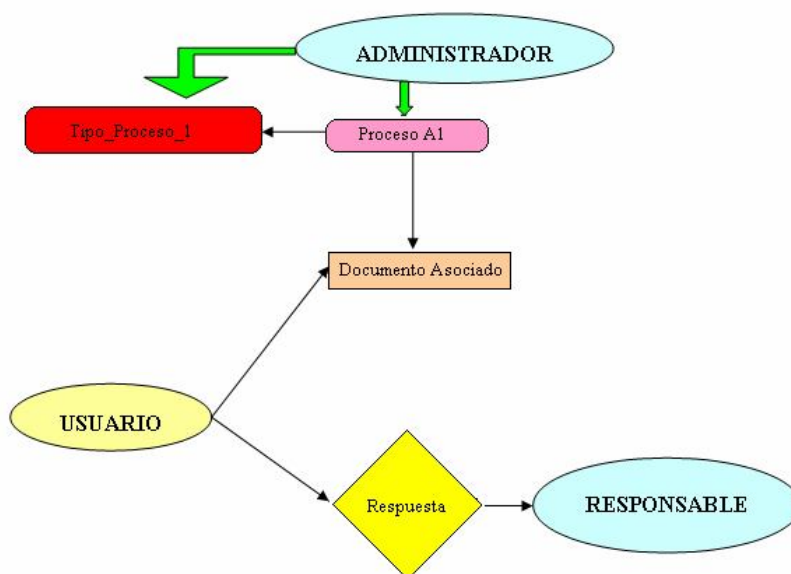 ADMINISTRADOR
Tipo_Proceso_1
Proceso A1
Documento Asociado
USUARIO
Respuesta
RESPONSABLE